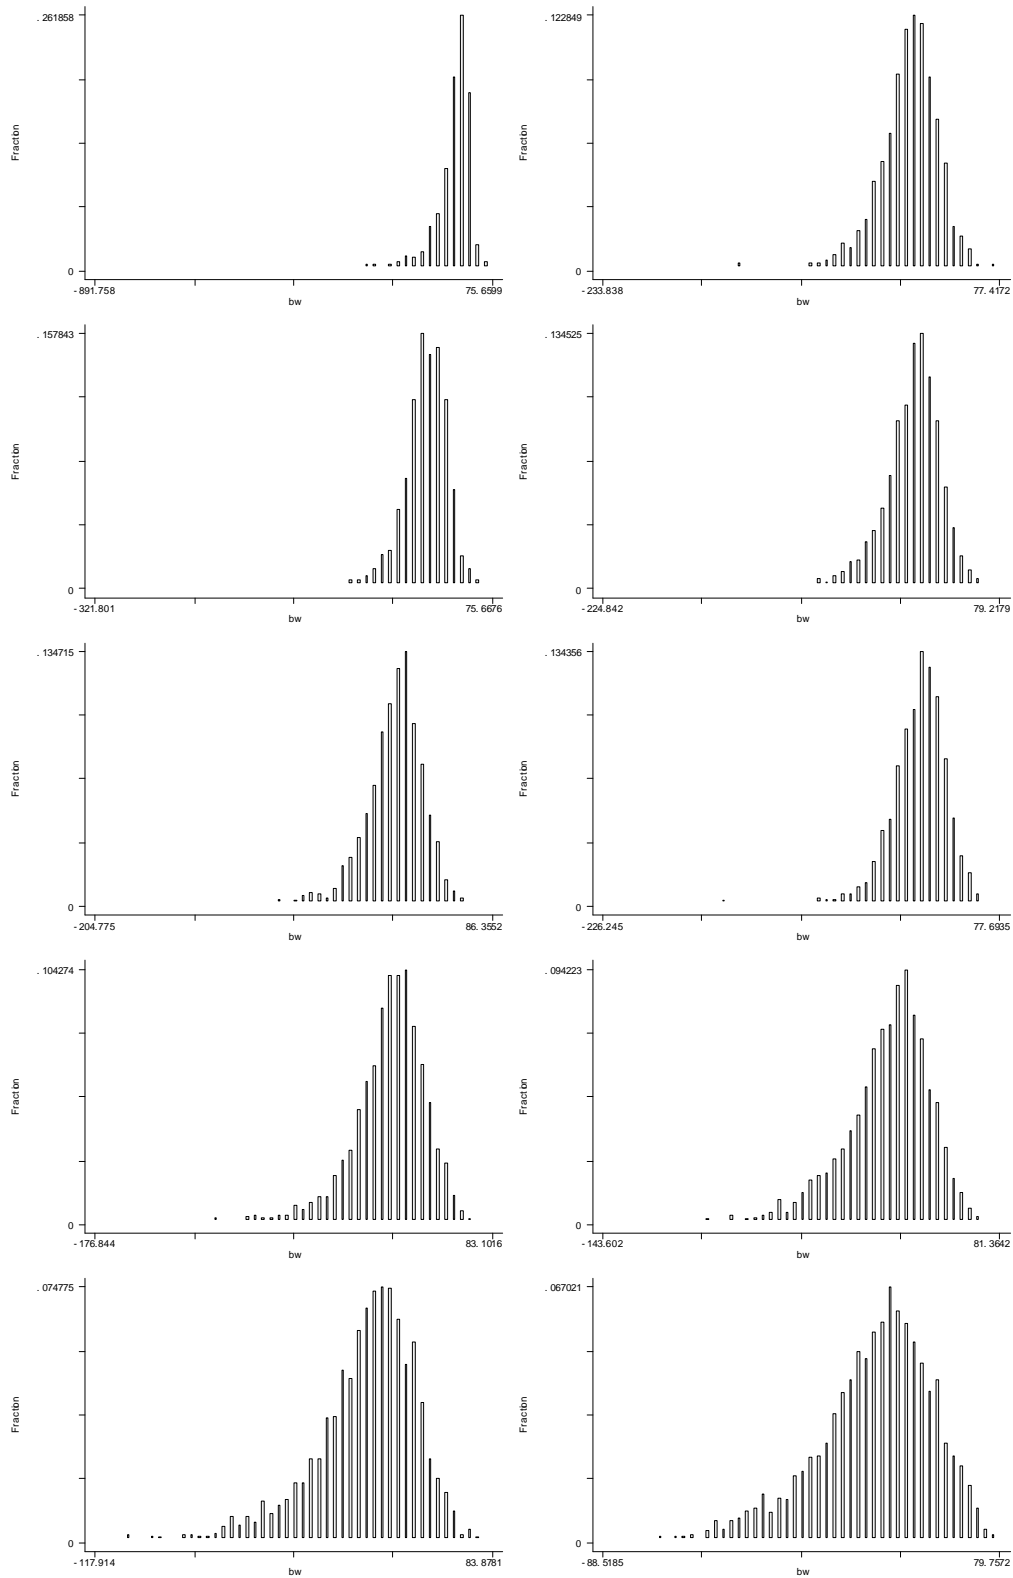 . 261858
Fraction
0
- 891.758
75. 6599
bw
. 122849
Fraction
0
- 233.838
77. 4172
bw
. 157843
Fraction
0
- 321.801
75. 6676
bw
. 134525
Fraction
0
- 224.842
79. 2179
bw
. 134715
Fraction
0
- 204.775
86. 3552
bw
. 134356
Fraction
0
- 226.245
77. 6935
bw
. 104274
Fraction
0
- 176.844
83. 1016
bw
. 094223
Fraction
0
- 143.602
81. 3642
bw
. 074775
Fraction
0
- 117.914
83. 8781
bw
. 067021
Fraction
0
- 88. 5185
79. 7572
bw